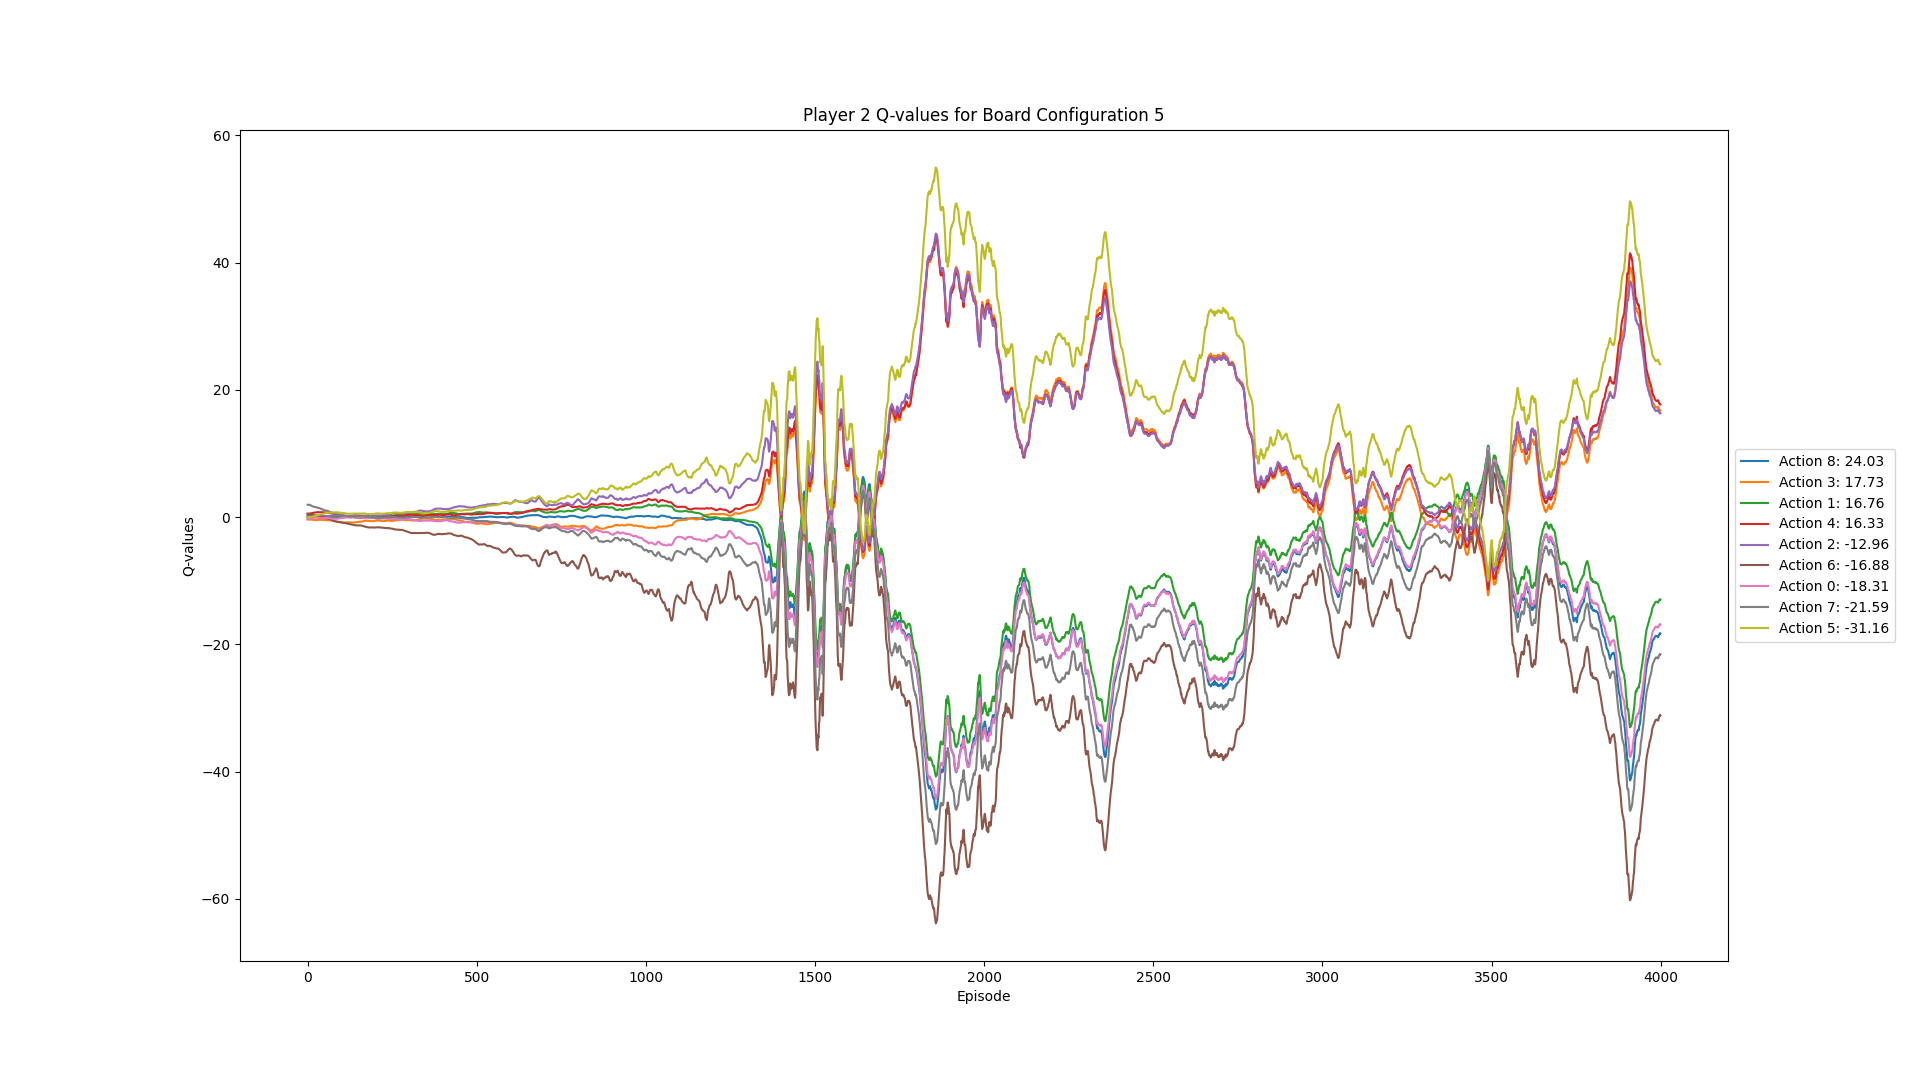 Player 2 Q-values for Board Configuration 5
60
40
20
0
−20
−40
−60
Q-values
0
500
1000
1500
2000
2500
3000
3500
4000
Episode
Action 8: 24.03
Action 3: 17.73
Action 1: 16.76
Action 4: 16.33
Action 2: -12.96
Action 6: -16.88
Action 0: -18.31
Action 7: -21.59
Action 5: -31.16